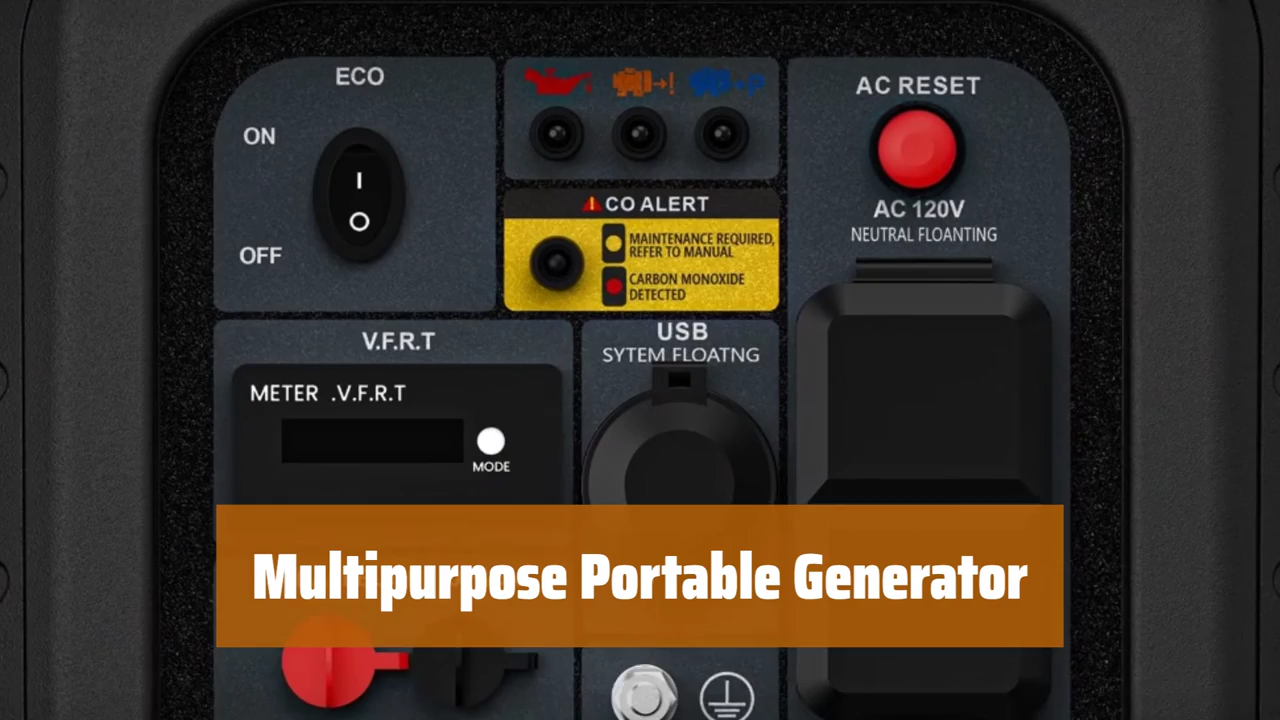 ECO
ON
OFF
I
O
CO ALERT
MAINTENANCE REQUIRED,
REFER TO MANUAL
CARBON MONOXIDE
DETECTED
AC RESET
AC 120V
NEUTRAL FLOANTING
V.F.R.T
METER .V.F.R.T
MODE
USB
SYTEM FLOATNG
Multipurpose Portable Generator